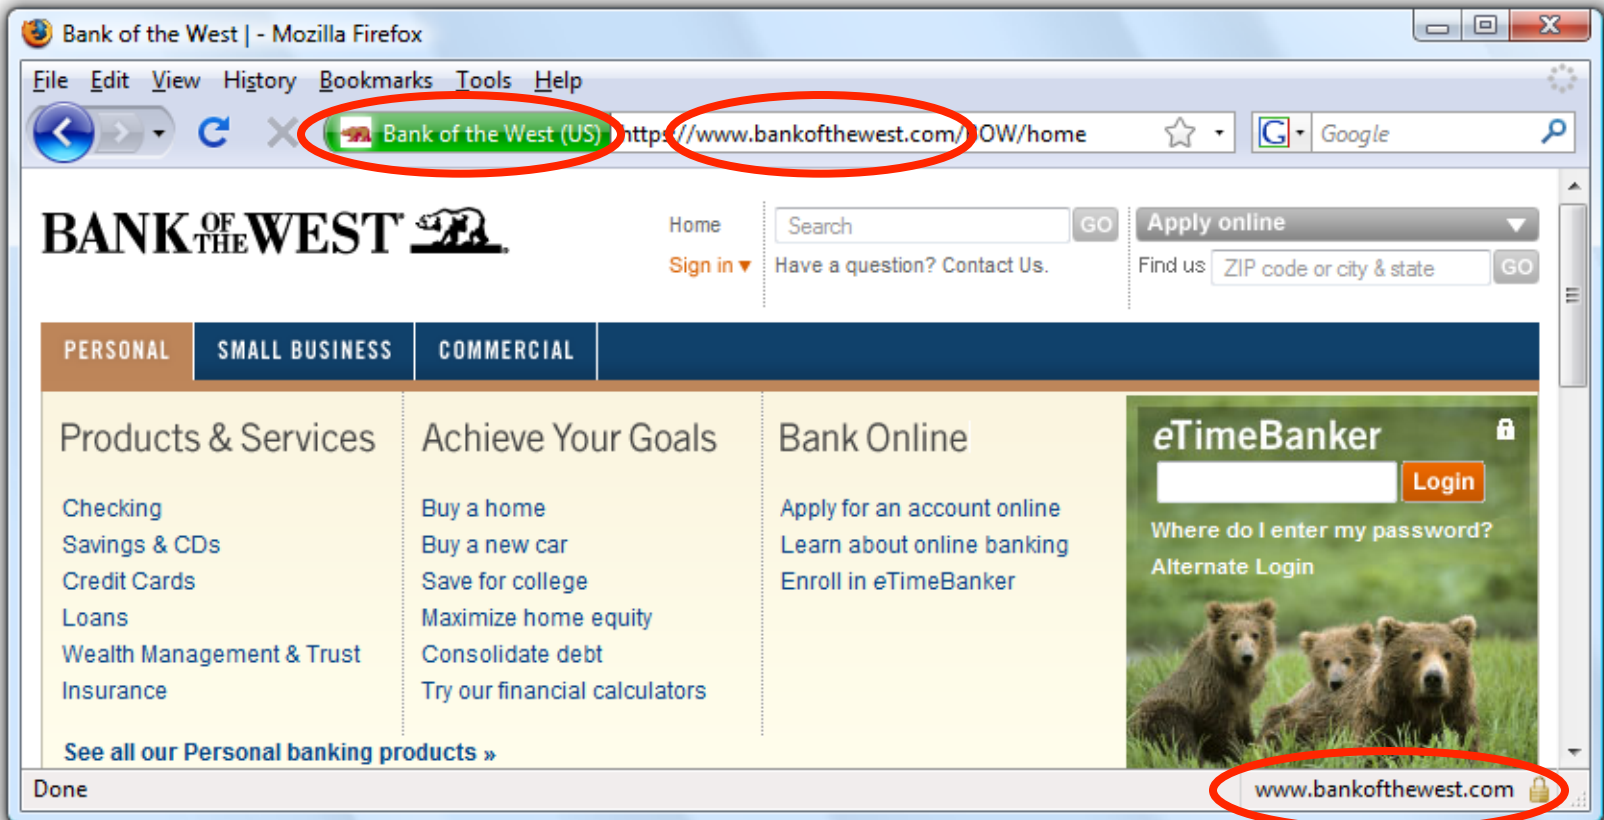 Bank of the West | - Mozilla Firefox
File Edit View History Bookmarks Tools Help
Bank of the West (US) https://www.bankofthewest.com/BOW/home G Google
BANK OF THE WEST
Home Search GO Apply online
Sign in ▾ Have a question? Contact Us. Find us ZIP code or city & state GO
PERSONAL SMALL BUSINESS COMMERCIAL
Products & Services
Checking
Savings & CDs
Credit Cards
Loans
Wealth Management & Trust
Insurance
See all our Personal banking products »
Achieve Your Goals
Buy a home
Buy a new car
Save for college
Maximize home equity
Consolidate debt
Try our financial calculators
Bank Online
Apply for an account online
Learn about online banking
Enroll in eTimeBanker
eTimeBanker
Login
Where do I enter my password?
Alternate Login
Done www.bankofthewest.com